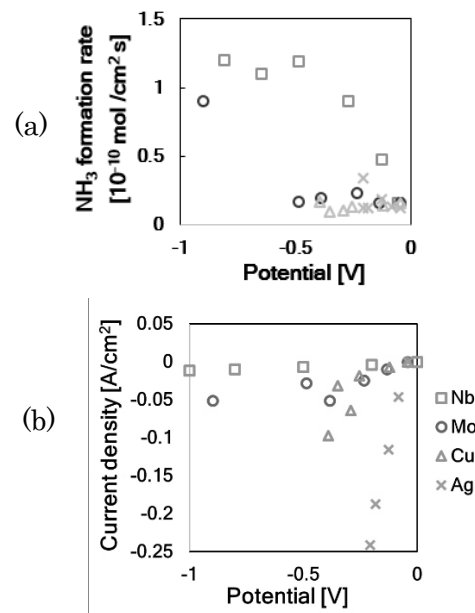 (a)
NH₃ formation rate
[10⁻¹⁰ mol /cm² s]
1.5
1
0.5
0
-1
-0.5
0
Potential [V]
(b)
Current density [A/cm²]
0.05
0
-0.05
-0.1
-0.15
-0.2
-0.25
-1
-0.5
0
Potential [V]
Nb
Mo
Cu
Ag